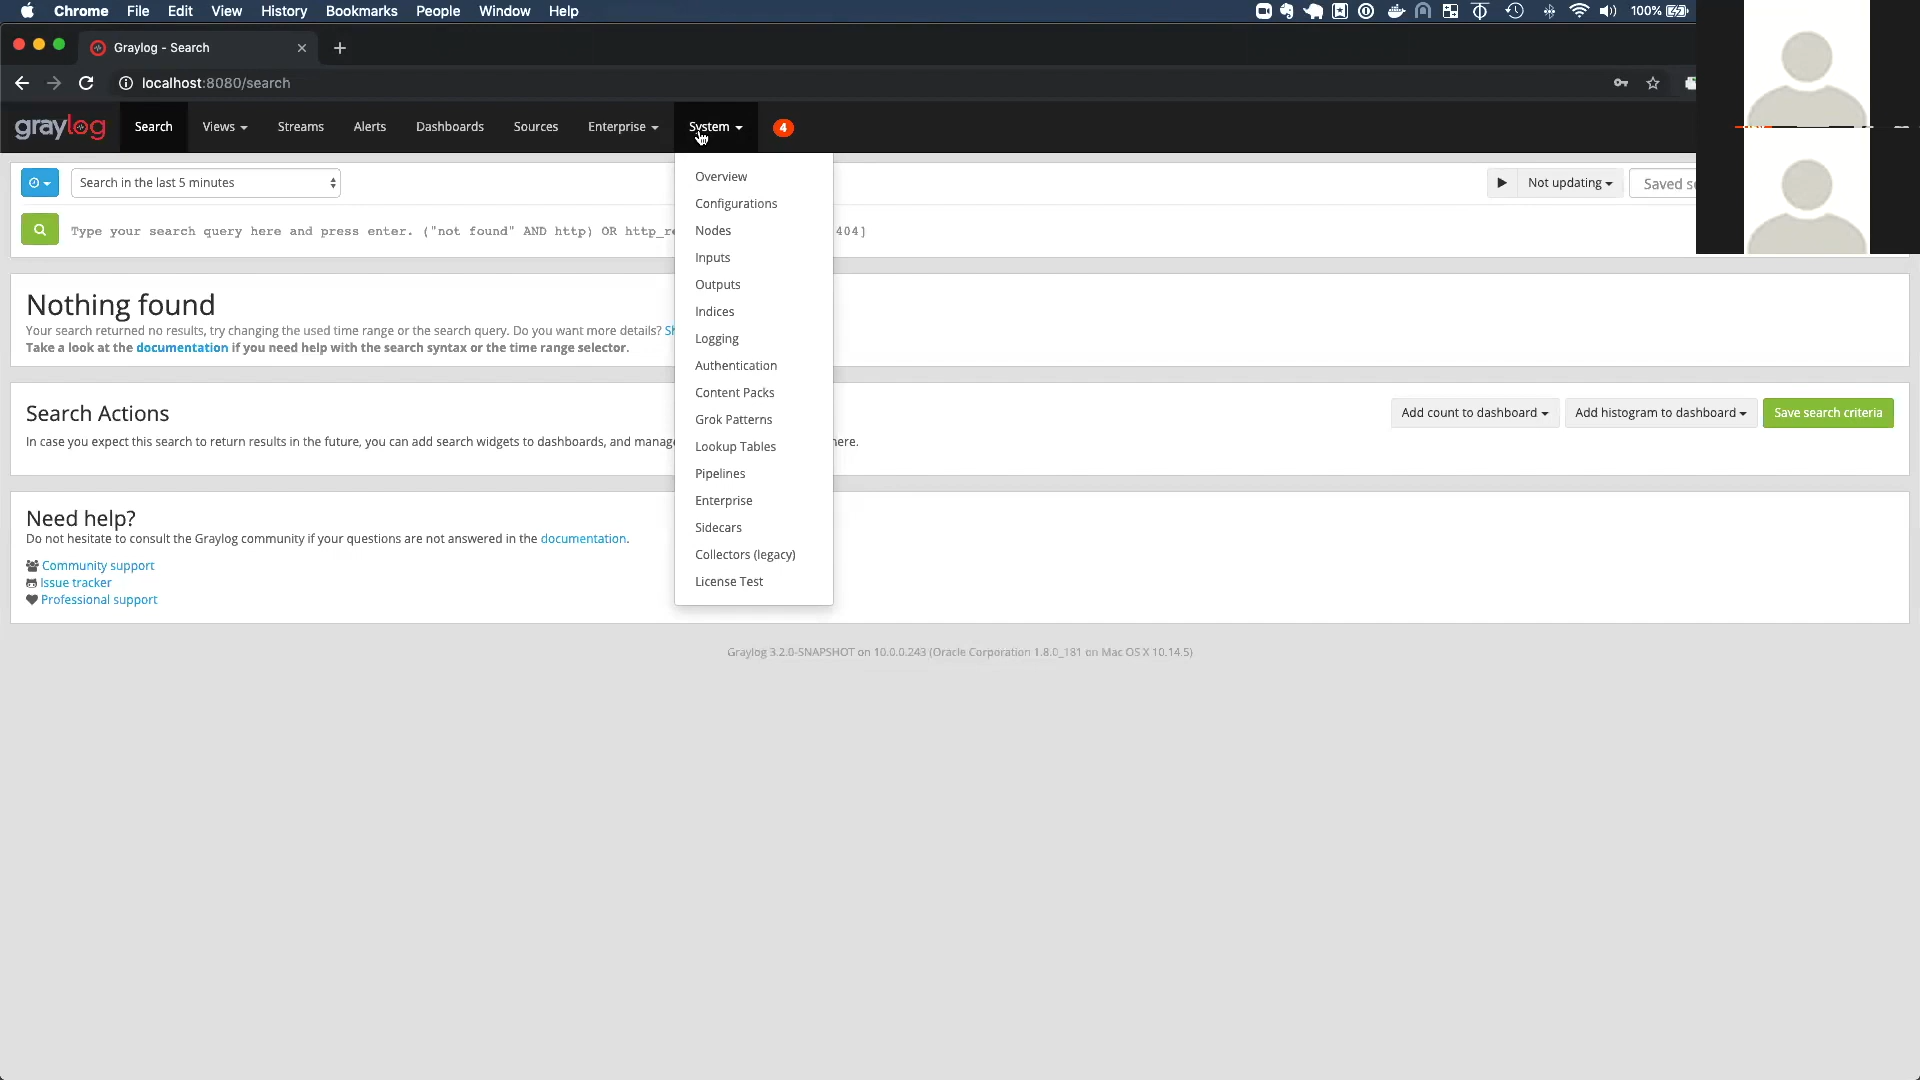 Chrome File Edit View History Bookmarks People Window Help 100%
Graylog - Search
localhost:8080/search
graylog Search Views Streams Alerts Dashboards Sources Enterprise System 4
Search in the last 5 minutes
Not updating
Saved
Type your search query here and press enter. ("not found" AND http) OR 404]
Overview
Configurations
Nodes
Inputs
Outputs
Indices
Logging
Authentication
Content Packs
Grok Patterns
Lookup Tables
Pipelines
Enterprise
Sidecars
Collectors (legacy)
License Test
Nothing found
Your search returned no results, try changing the used time range or the search query. Do you want more details?
Take a look at the documentation if you need help with the search syntax or the time range selector.
Search Actions
In case you expect this search to return results in the future, you can add search widgets to dashboards, and
Add count to dashboard
Add histogram to dashboard
Save search criteria
Need help?
Do not hesitate to consult the Graylog community if your questions are not answered in the documentation.
Community support
Issue tracker
Professional support
Graylog 3.2.0-SNAPSHOT on 10.0.0.243 (Oracle Corporation 1.8.0_181 on Mac OS X 10.14.5)